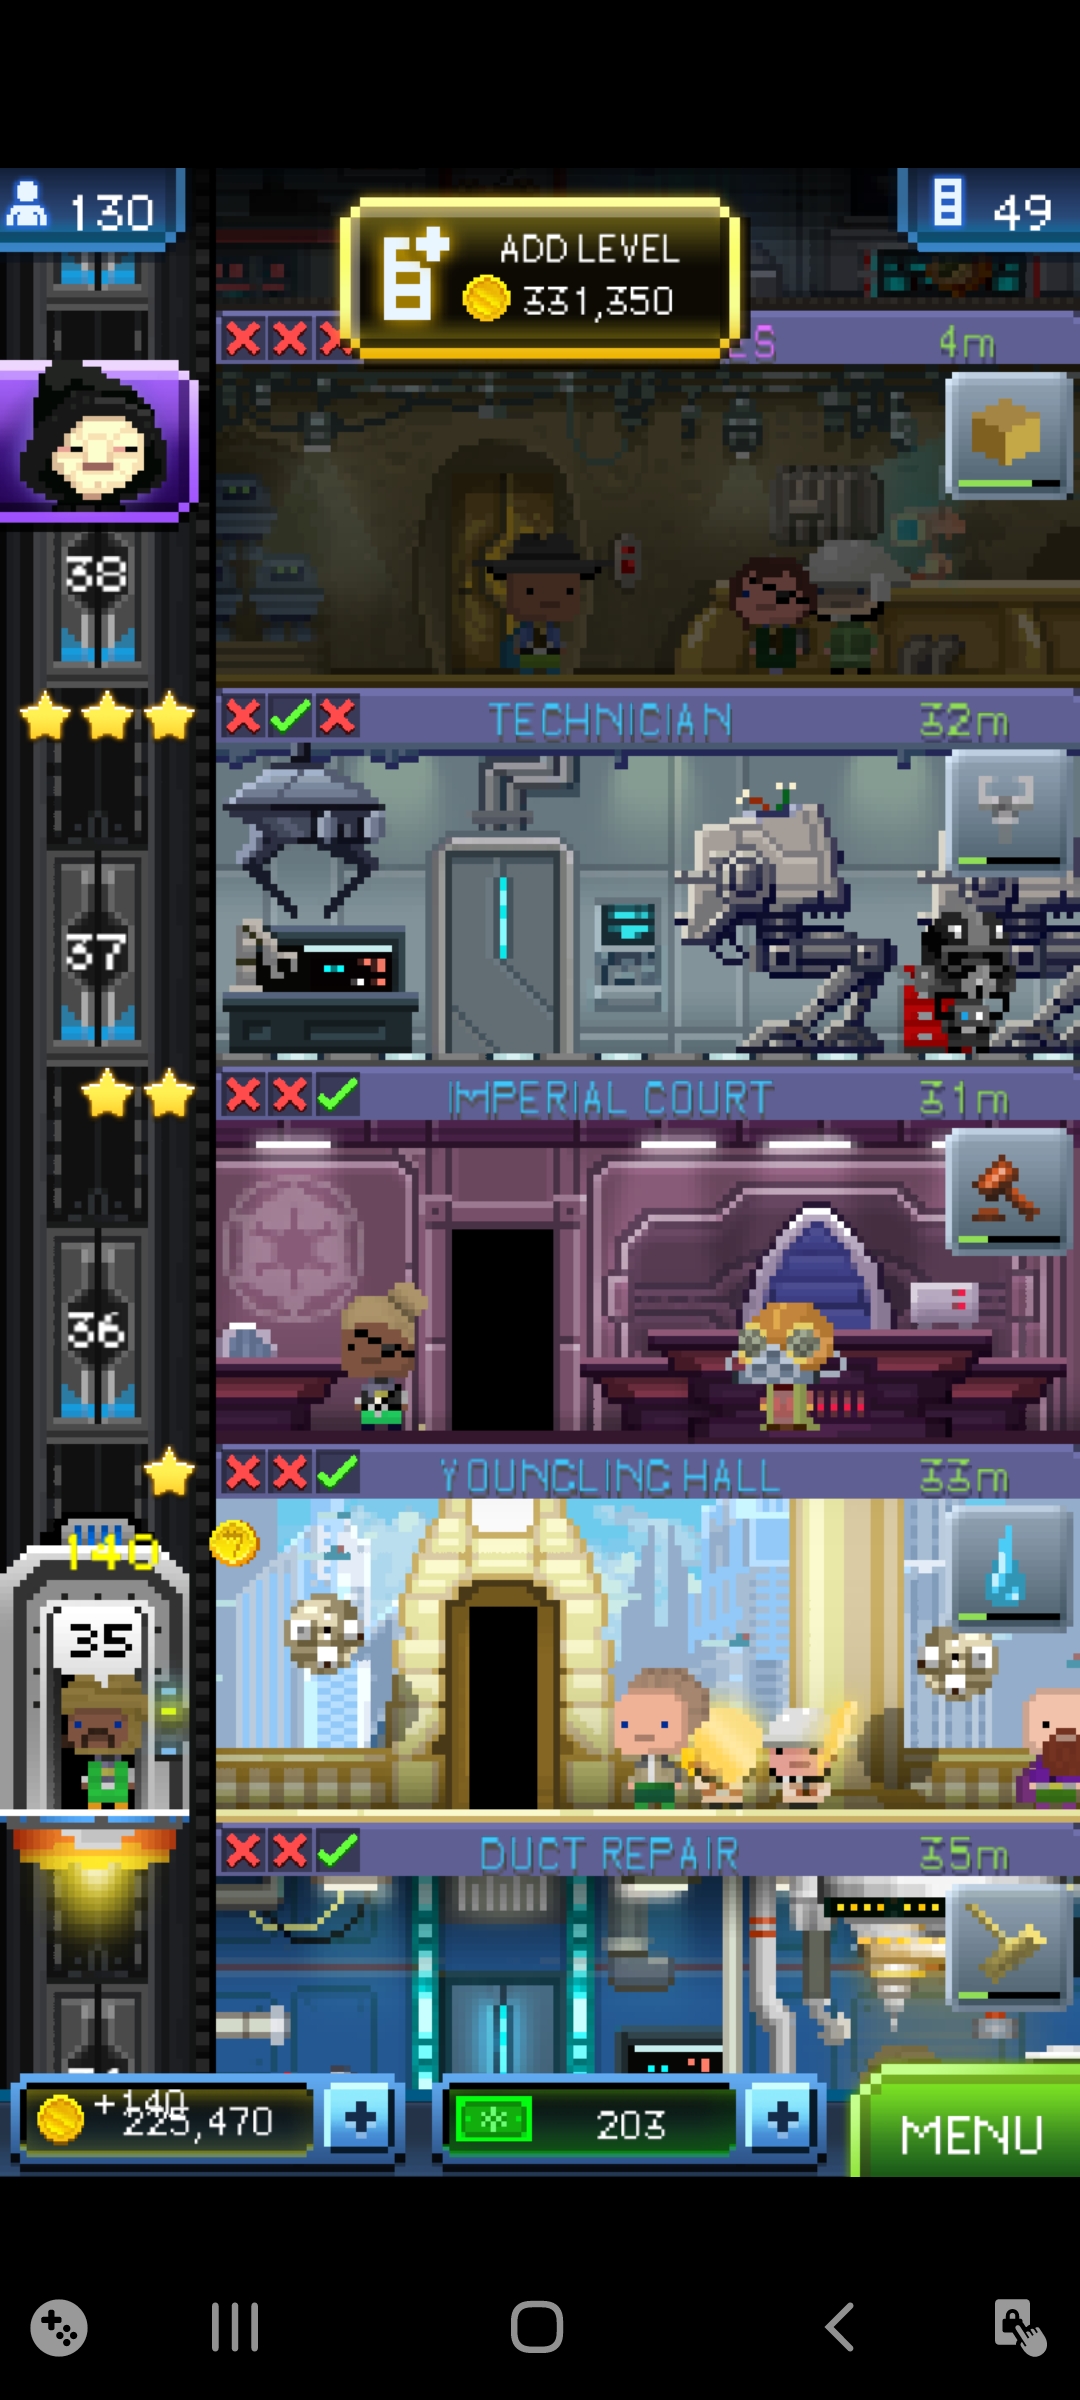 130
ADD LEVEL
331,350
49
4m
38
TECHNICIAN
32m
37
IMPERIAL COURT
31m
36
YOUNGLING HALL
33m
140
35
DUCT REPAIR
35m
+140
225,470
203
MENU